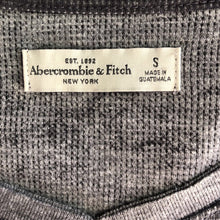 EST. 1892
Abercrombie & Fitch
NEW YORK
S
MADE IN
GUATEMALA